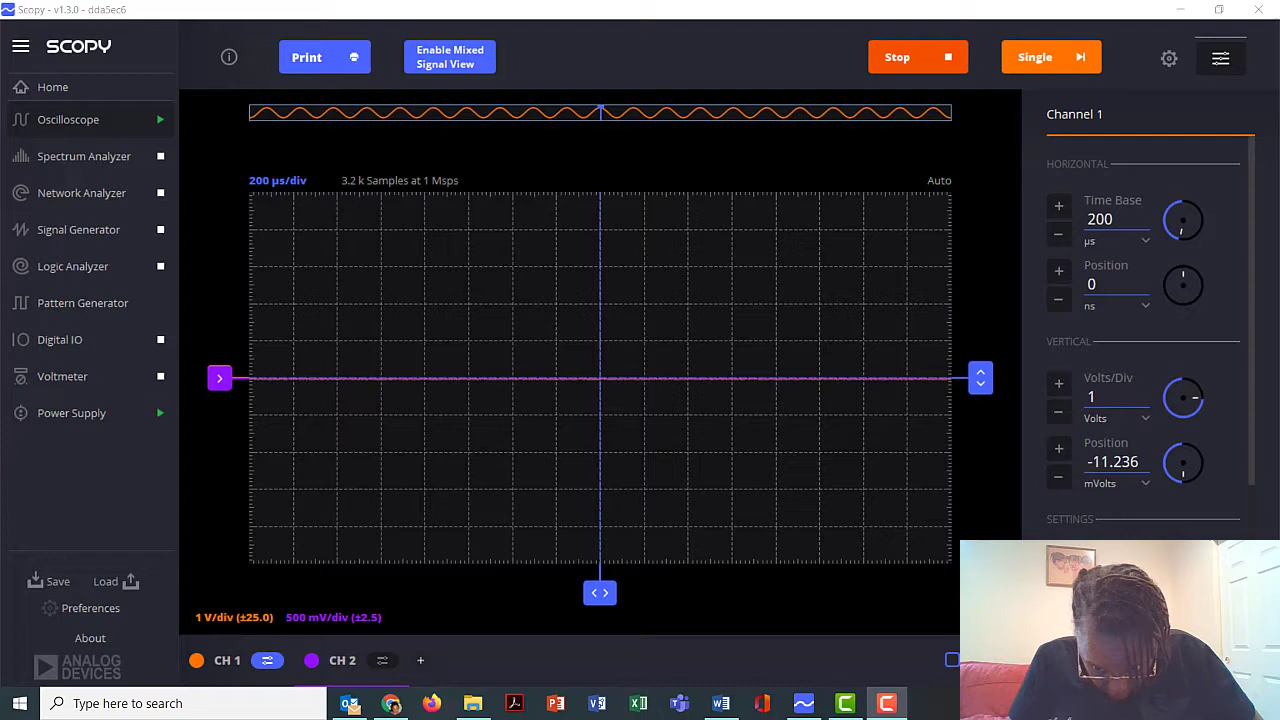 Scopy - v1.3.0 - dda5ec6
SCOPY
Print
Enable Mixed
Signal View
Stop
Single
Home
Oscilloscope
Spectrum Analyzer
Network Analyzer
Signal Generator
Logic Analyzer
Pattern Generator
Digital IO
Voltmeter
Power Supply
Save
Load
Preferences
About
ANALOG
DEVICES
200 µs/div
3.2 k Samples at 1 Msps
Auto
1 V/div (±25.0)
500 mV/div (±2.5)
CH 1
CH 2
+
Channel 1
HORIZONTAL
Time Base
200
µs
Position
0
ns
VERTICAL
Volts/Div
1
Volts
Position
-11.236
mVolts
SETTINGS
Type here to search